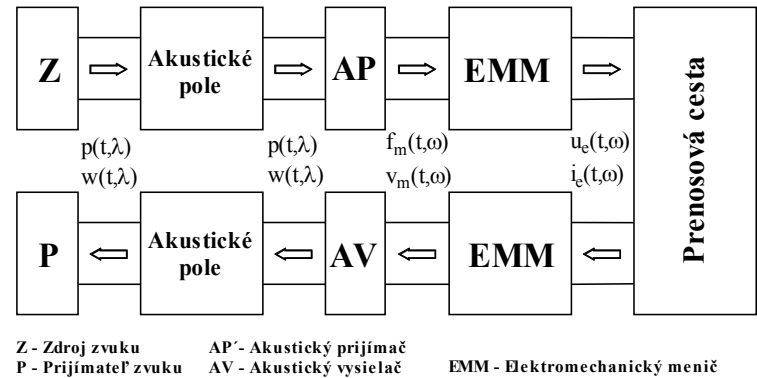 Z
Akustické
pole
AP
EMM
Prenosová cesta
p(t,λ)
w(t,λ)
p(t,λ)
w(t,λ)
f_m(t,ω)
v_m(t,ω)
u_e(t,ω)
i_e(t,ω)
P
Akustické
pole
AV
EMM
Z - Zdroj zvuku
AP´- Akustický prijímač
P - Prijímateľ zvuku
AV - Akustický vysielač
EMM - Elektromechanický menič